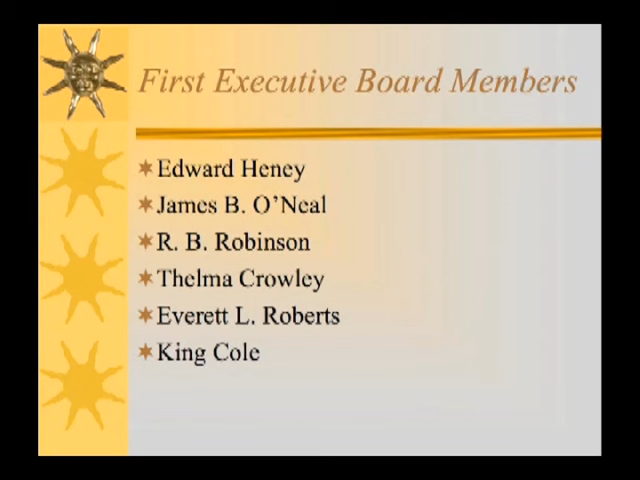 First Executive Board Members
Edward Heney
James B. O'Neal
R. B. Robinson
Thelma Crowley
Everett L. Roberts
King Cole